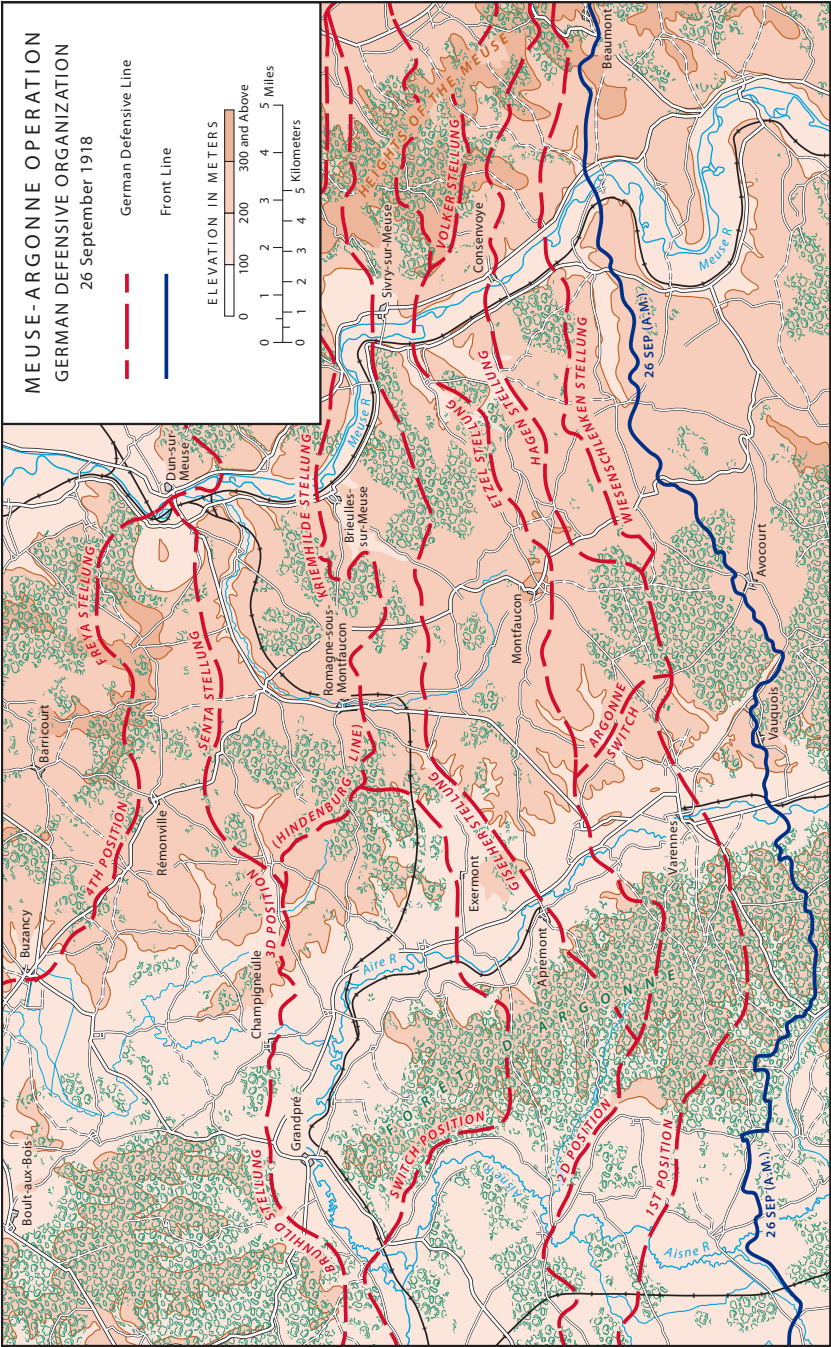 MEUSE-ARGONNE OPERATION
GERMAN DEFENSIVE ORGANIZATION
26 September 1918
German Defensive Line
Front Line
ELEVATION IN METERS
0 100 200 300 and Above
0 1 2 3 4 5 Miles
0 1 2 3 4 5 Kilometers
Boult-aux-Bois
Buzancy
Barricourt
4TH POSITION
FREYA STELLUNG
Dun-sur-
Meuse
Rémonville
SENTA STELLUNG
Champigneulle
3D POSITION
(HINDENBURG LINE)
Romagne-sous-
Montfaucon
KRIEMHILDE STELLUNG
Brieulles-
sur-Meuse
Meuse R
Sivry-sur-Meuse
HEIGHTS OF THE MEUSE
VOLKER STELLUNG
Consenvoye
Beaumont
Meuse R
BRUNHILD STELLUNG
Grandpré
Aire R
SWITCH POSITION
FORET D'ARGONNE
Exermont
GISELHER STELLUNG
Apremont
Montfaucon
ETZEL STELLUNG
HAGEN STELLUNG
WIESENSCHLENKEN STELLUNG
ARGONNE
SWITCH
Aisne R
2D POSITION
1ST POSITION
Aisne R
Varennes
Vauquois
Avocourt
26 SEP (A.M.)
26 SEP (A.M.)